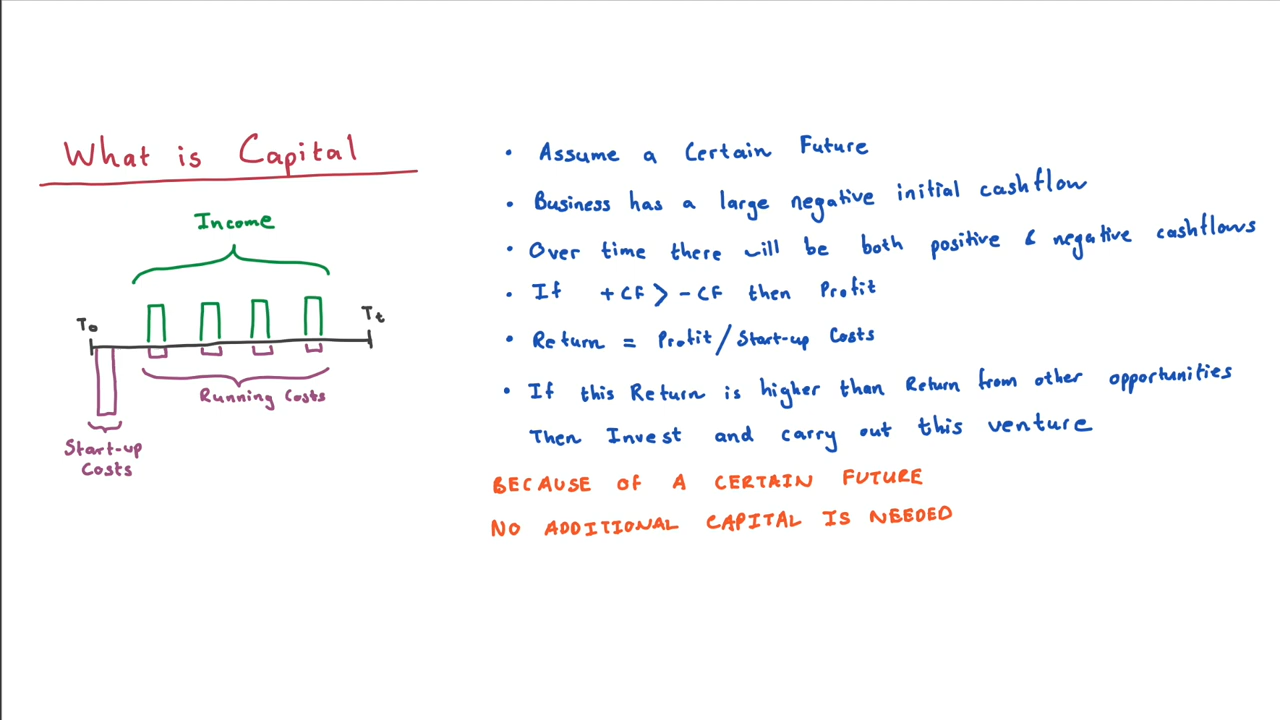 What is Capital
Income
To
Tt
Running Costs
Start-up
Costs
• Assume a Certain Future
• Business has a large negative initial cashflow
• Over time there will be both positive & negative cashflows
• If +CF > -CF then Profit
• Return = Profit/Start-up Costs
• If this Return is higher than Return from other opportunities
Then Invest and carry out this venture
BECAUSE OF A CERTAIN FUTURE
NO ADDITIONAL CAPITAL IS NEEDED